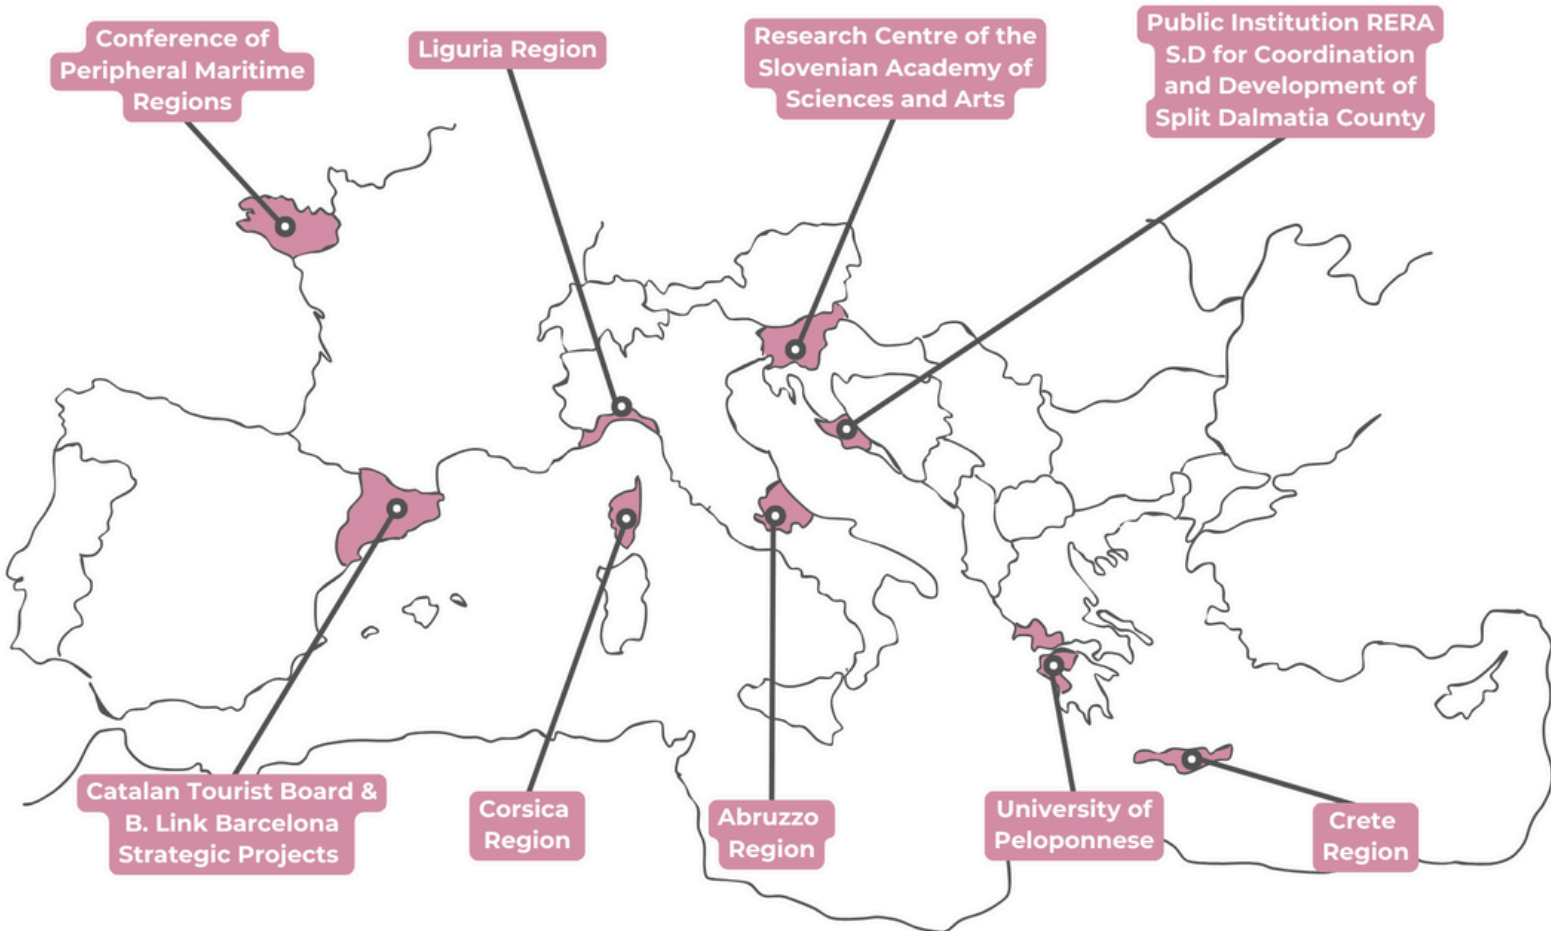 Conference of
Peripheral Maritime
Regions
Liguria Region
Research Centre of the
Slovenian Academy of
Sciences and Arts
Public Institution RERA
S.D for Coordination
and Development of
Split Dalmatia County
Catalan Tourist Board &
B. Link Barcelona
Strategic Projects
Corsica
Region
Abruzzo
Region
University of
Peloponnese
Crete
Region